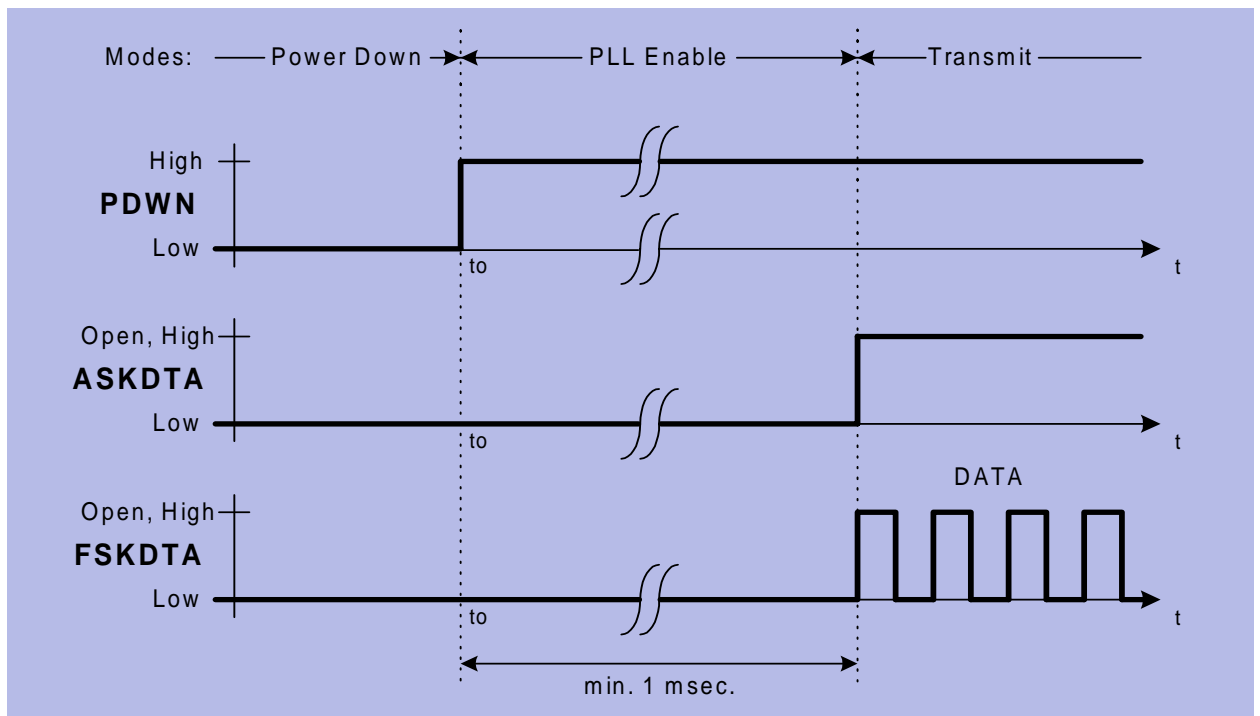 Modes: Power Down PLL Enable Transmit
High
PDWN
Low
to
t
Open, High
ASKDTA
Low
to
t
DATA
Open, High
FSKDTA
Low
to
t
min. 1 msec.